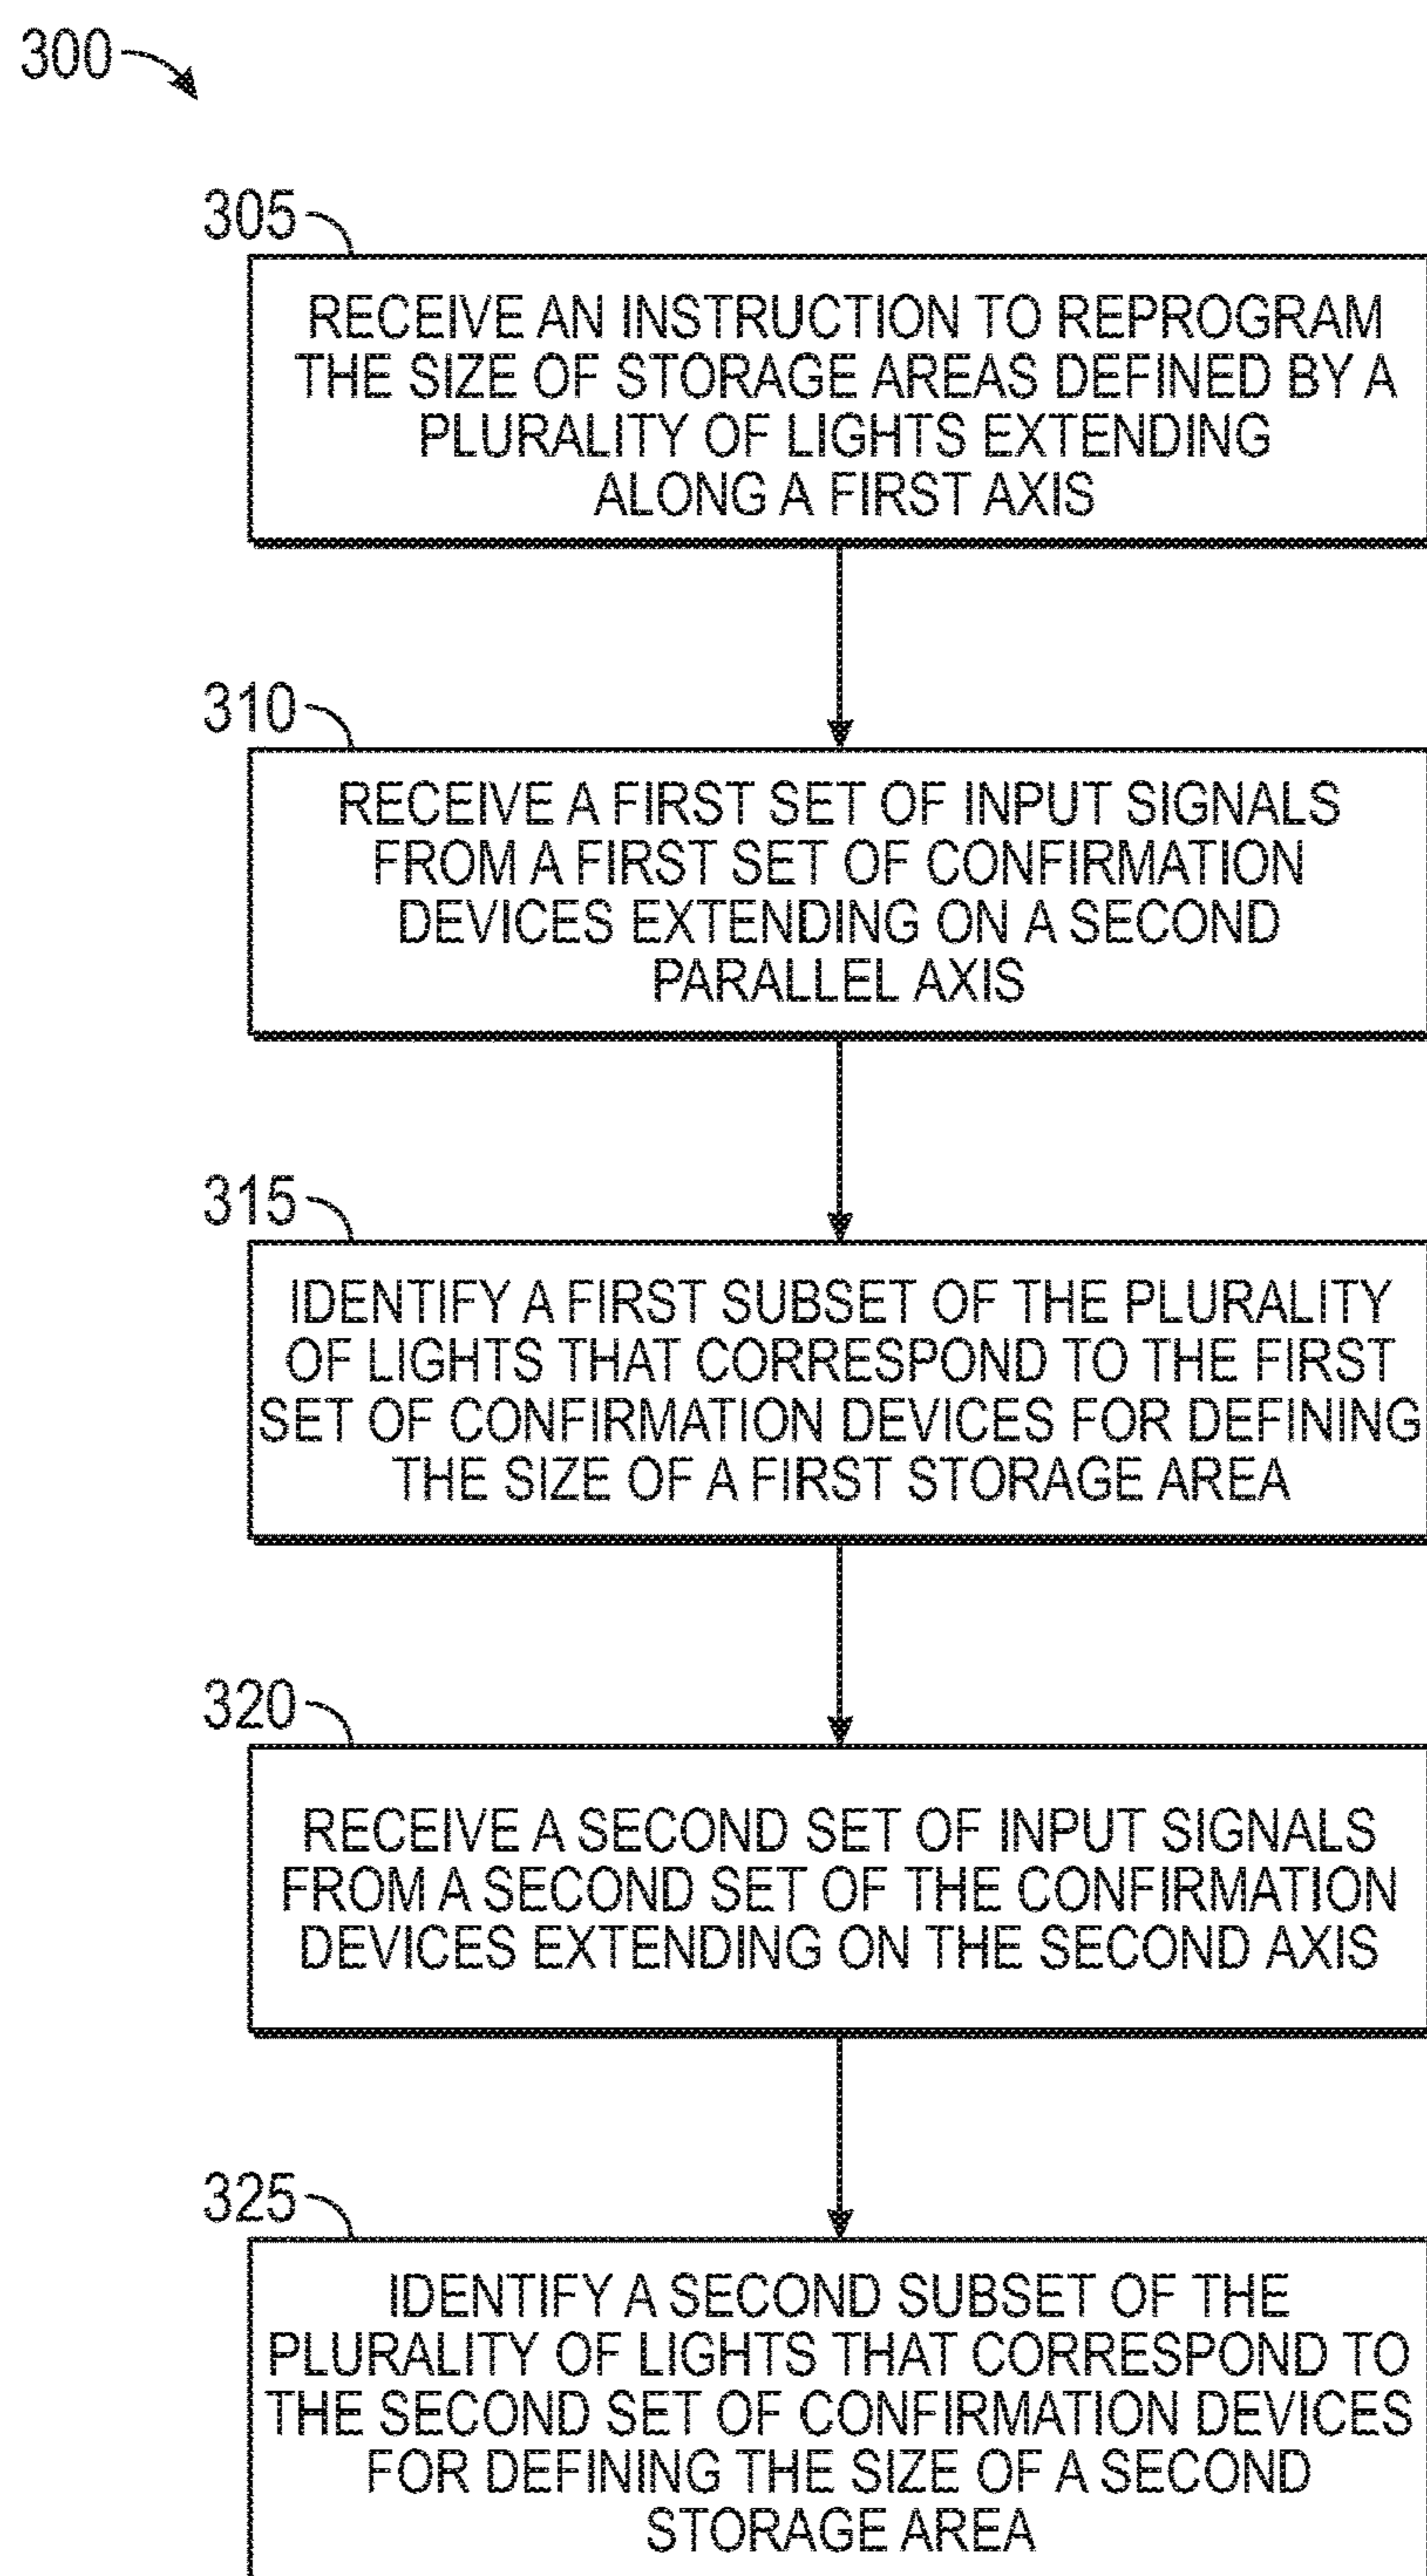 300
305
RECEIVE AN INSTRUCTION TO REPROGRAM
THE SIZE OF STORAGE AREAS DEFINED BY A
PLURALITY OF LIGHTS EXTENDING
ALONG A FIRST AXIS
310
RECEIVE A FIRST SET OF INPUT SIGNALS
FROM A FIRST SET OF CONFIRMATION
DEVICES EXTENDING ON A SECOND
PARALLEL AXIS
315
IDENTIFY A FIRST SUBSET OF THE PLURALITY
OF LIGHTS THAT CORRESPOND TO THE FIRST
SET OF CONFIRMATION DEVICES FOR DEFINING
THE SIZE OF A FIRST STORAGE AREA
320
RECEIVE A SECOND SET OF INPUT SIGNALS
FROM A SECOND SET OF THE CONFIRMATION
DEVICES EXTENDING ON THE SECOND AXIS
325
IDENTIFY A SECOND SUBSET OF THE
PLURALITY OF LIGHTS THAT CORRESPOND TO
THE SECOND SET OF CONFIRMATION DEVICES
FOR DEFINING THE SIZE OF A SECOND
STORAGE AREA